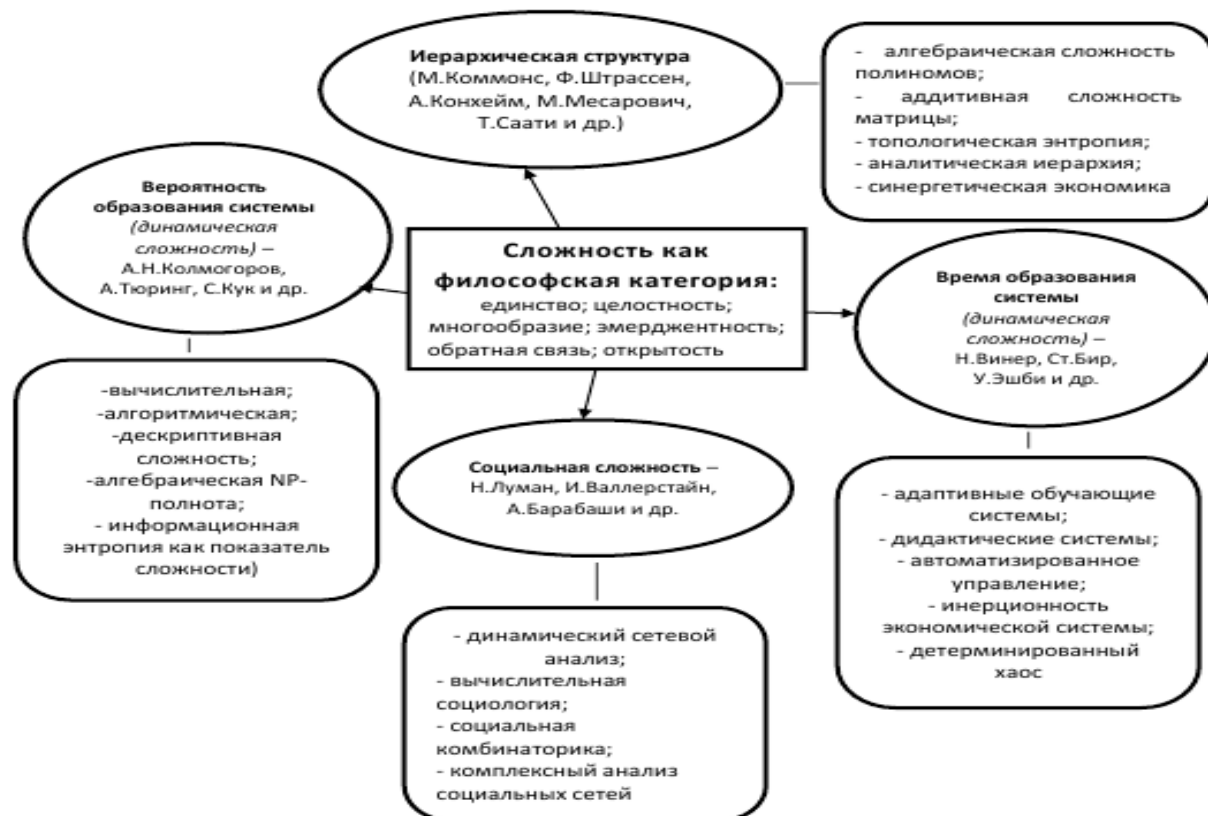 Иерархическая структура
(М.Коммонс, Ф.Штрассен,
А.Конхейм, М.Месарович,
Т.Саати и др.)
- алгебраическая сложность
полиномов;
- аддитивная сложность
матрицы;
- топологическая энтропия;
- аналитическая иерархия;
- синергетическая экономика
Вероятность
образования системы
(динамическая
сложность) –
А.Н.Колмогоров,
А.Тюринг, С.Кук и др.
Сложность как
философская категория:
единство; целостность;
многообразие; эмерджентность;
обратная связь; открытость
Время образования
системы
(динамическая
сложность) –
Н.Винер, Ст.Бир,
У.Эшби и др.
-вычислительная;
-алгоритмическая;
-дескриптивная
сложность;
-алгебраическая NP-
полнота;
- информационная
энтропия как показатель
сложности)
Социальная сложность –
Н.Луман, И.Валлерстайн,
А.Барабаши и др.
- адаптивные обучающие
системы;
- дидактические системы;
- автоматизированное
управление;
- инерционность
экономической системы;
- детерминированный
хаос
- динамический сетевой
анализ;
- вычислительная
социология;
- социальная
комбинаторика;
- комплексный анализ
социальных сетей